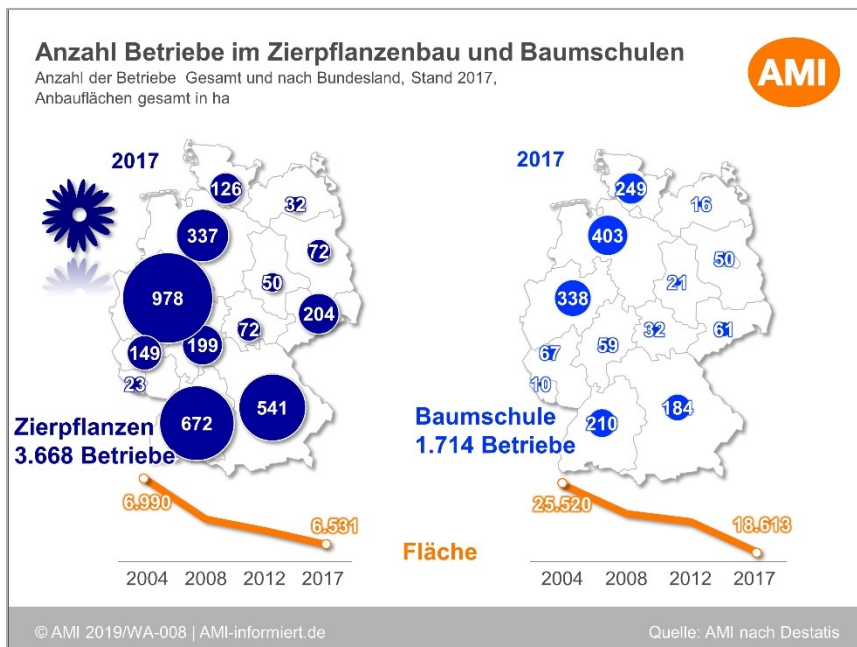 Anzahl Betriebe im Zierpflanzenbau und Baumschulen
Anzahl der Betriebe Gesamt und nach Bundesland, Stand 2017,
Anbauflächen gesamt in ha
AMI
2017
126
32
337
72
50
978
204
72
199
149
23
541
672
Zierpflanzen
3.668 Betriebe
6.990
6.531
2004 2008 2012 2017
Fläche
2017
249
16
403
50
21
338
32
61
59
67
10
184
210
Baumschule
1.714 Betriebe
25.520
18.613
2004 2008 2012 2017
© AMI 2019/WA-008 | AMI-informiert.de
Quelle: AMI nach Destatis